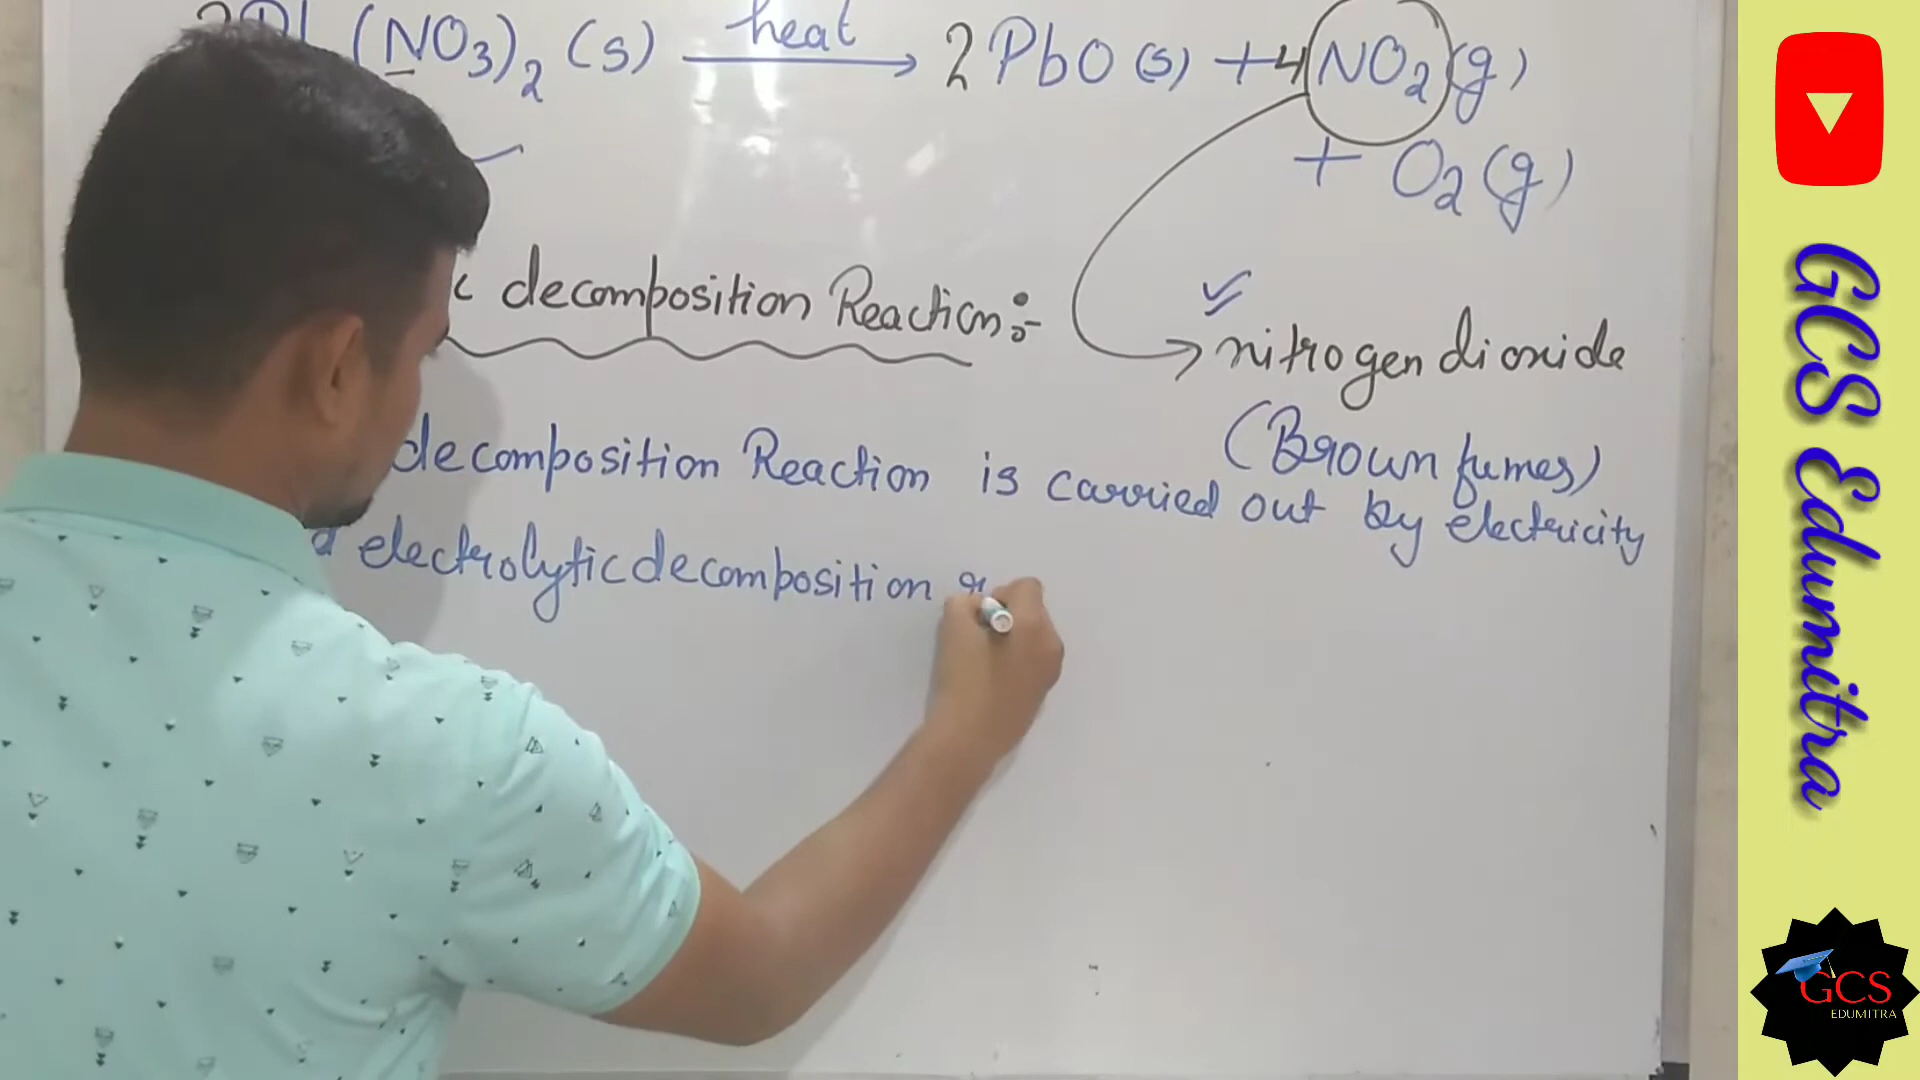 (NO3)2 (s) heat → 2PbO(s) + 4NO2(g)
+ O2(g)
c decomposition Reaction:-
→ nitrogen dioxide
(Brown fumes)
decomposition Reaction is carried out by electricity
electrolytic decomposition
GCS Edumitra
GCS
EDUMITRA